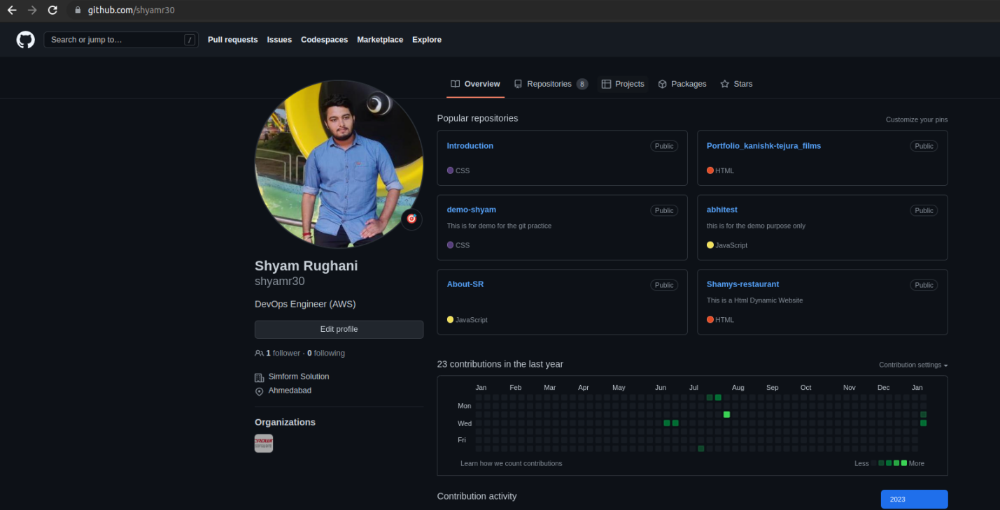 github.com/shyamr30
Search or jump to… /
Pull requests Issues Codespaces Marketplace Explore
Overview Repositories 8 Projects Packages Stars
Shyam Rughani
shyamr30
DevOps Engineer (AWS)
Edit profile
1 follower · 0 following
Simform Solution
Ahmedabad
Organizations
CROWN
SOFTWARE
Popular repositories Customize your pins
Introduction Public
CSS
Portfolio_kanishk-tejura_films Public
HTML
demo-shyam Public
This is for demo for the git practice
CSS
abhitest Public
this is for the demo purpose only
JavaScript
About-SR Public
JavaScript
Shamys-restaurant Public
This is a Html Dynamic Website
HTML
23 contributions in the last year Contribution settings
Jan Feb Mar Apr May Jun Jul Aug Sep Oct Nov Dec Jan
Mon
Wed
Fri
Learn how we count contributions Less More
Contribution activity 2023